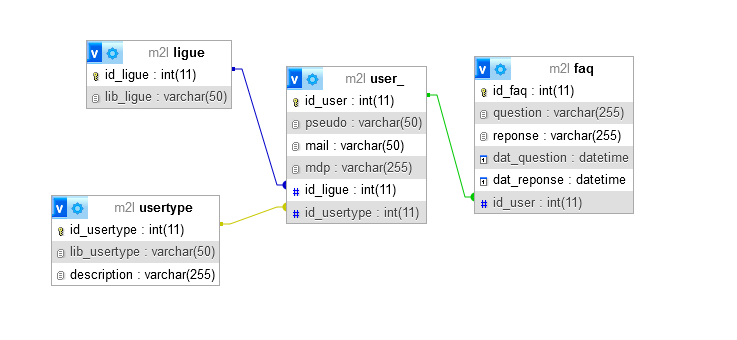 v m2l ligue
id_ligue : int(11)
lib_ligue : varchar(50)
v m2l user_
id_user : int(11)
pseudo : varchar(50)
mail : varchar(50)
mdp : varchar(255)
# id_ligue : int(11)
# id_usertype : int(11)
v m2l faq
id_faq : int(11)
question : varchar(255)
reponse : varchar(255)
dat_question : datetime
dat_reponse : datetime
# id_user : int(11)
v m2l usertype
id_usertype : int(11)
lib_usertype : varchar(50)
description : varchar(255)